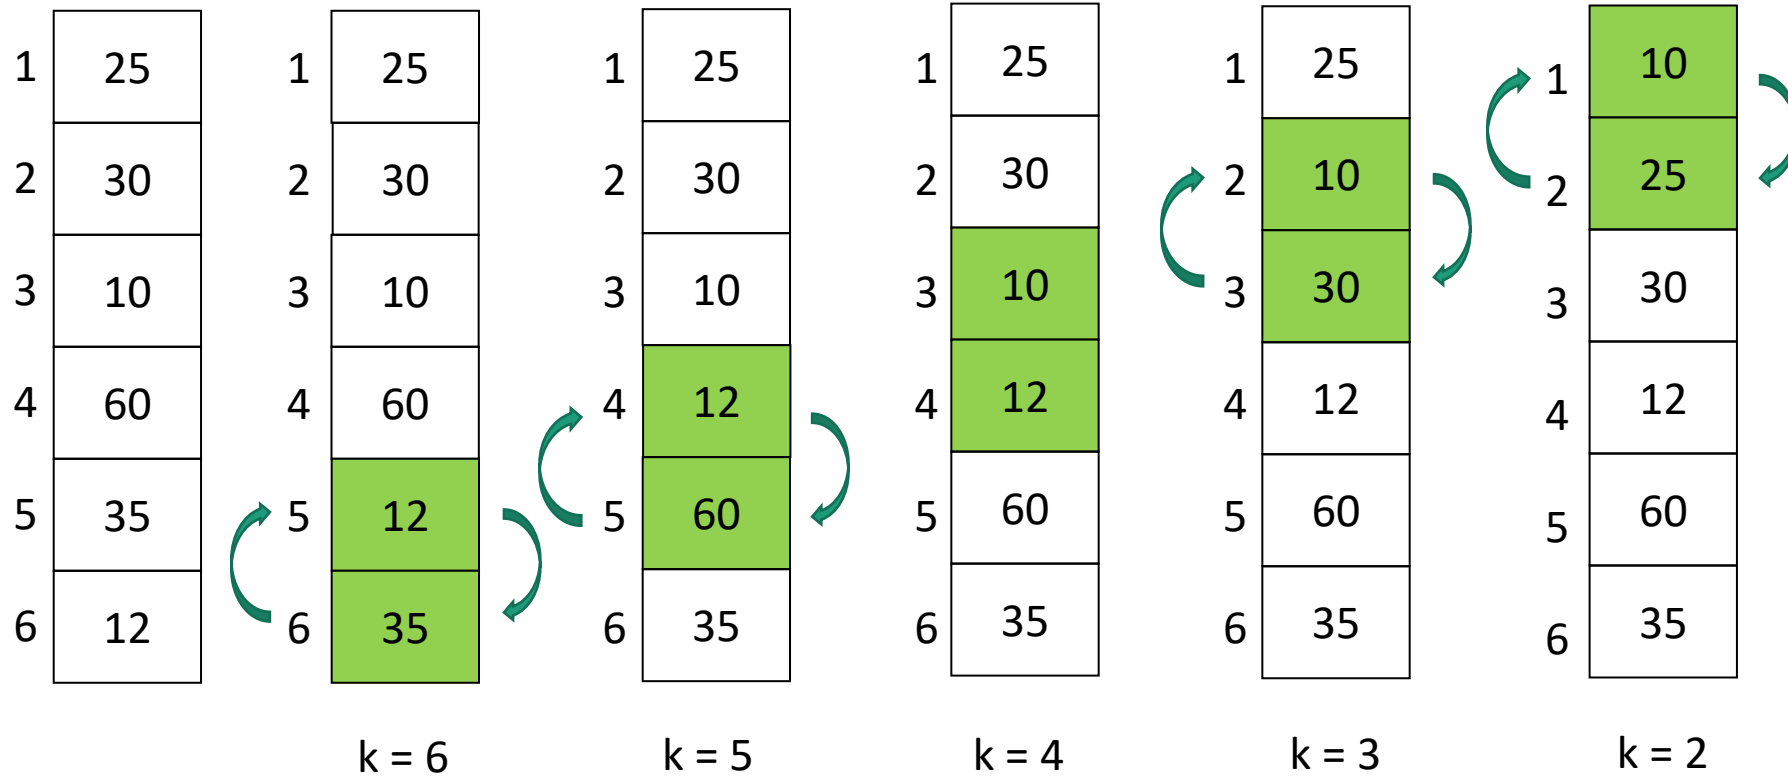 1 25 1 25 1 25 1 25 1 25 1 10
2 30 2 30 2 30 2 30 2 10 2 25
3 10 3 10 3 10 3 10 3 30 3 30
4 60 4 60 4 12 4 12 4 12 4 12
5 35 5 12 5 60 5 60 5 60 5 60
6 12 6 35 6 35 6 35 6 35 6 35
k = 6 k = 5 k = 4 k = 3 k = 2